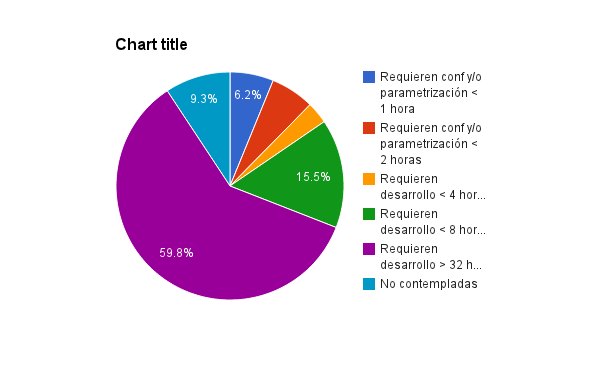 Chart title
9.3%
6.2%
15.5%
59.8%
Requieren conf y/o
parametrización <
1 hora
Requieren conf y/o
parametrización <
2 horas
Requieren
desarrollo < 4 hor...
Requieren
desarrollo < 8 hor...
Requieren
desarrollo > 32 h...
No contempladas